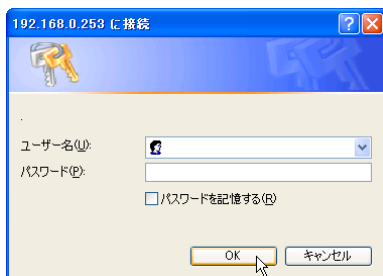 192.168.0.253 に接続
.
ユーザー名(U):
パスワード(P):
パスワードを記憶する(R)
OK
キャンセル